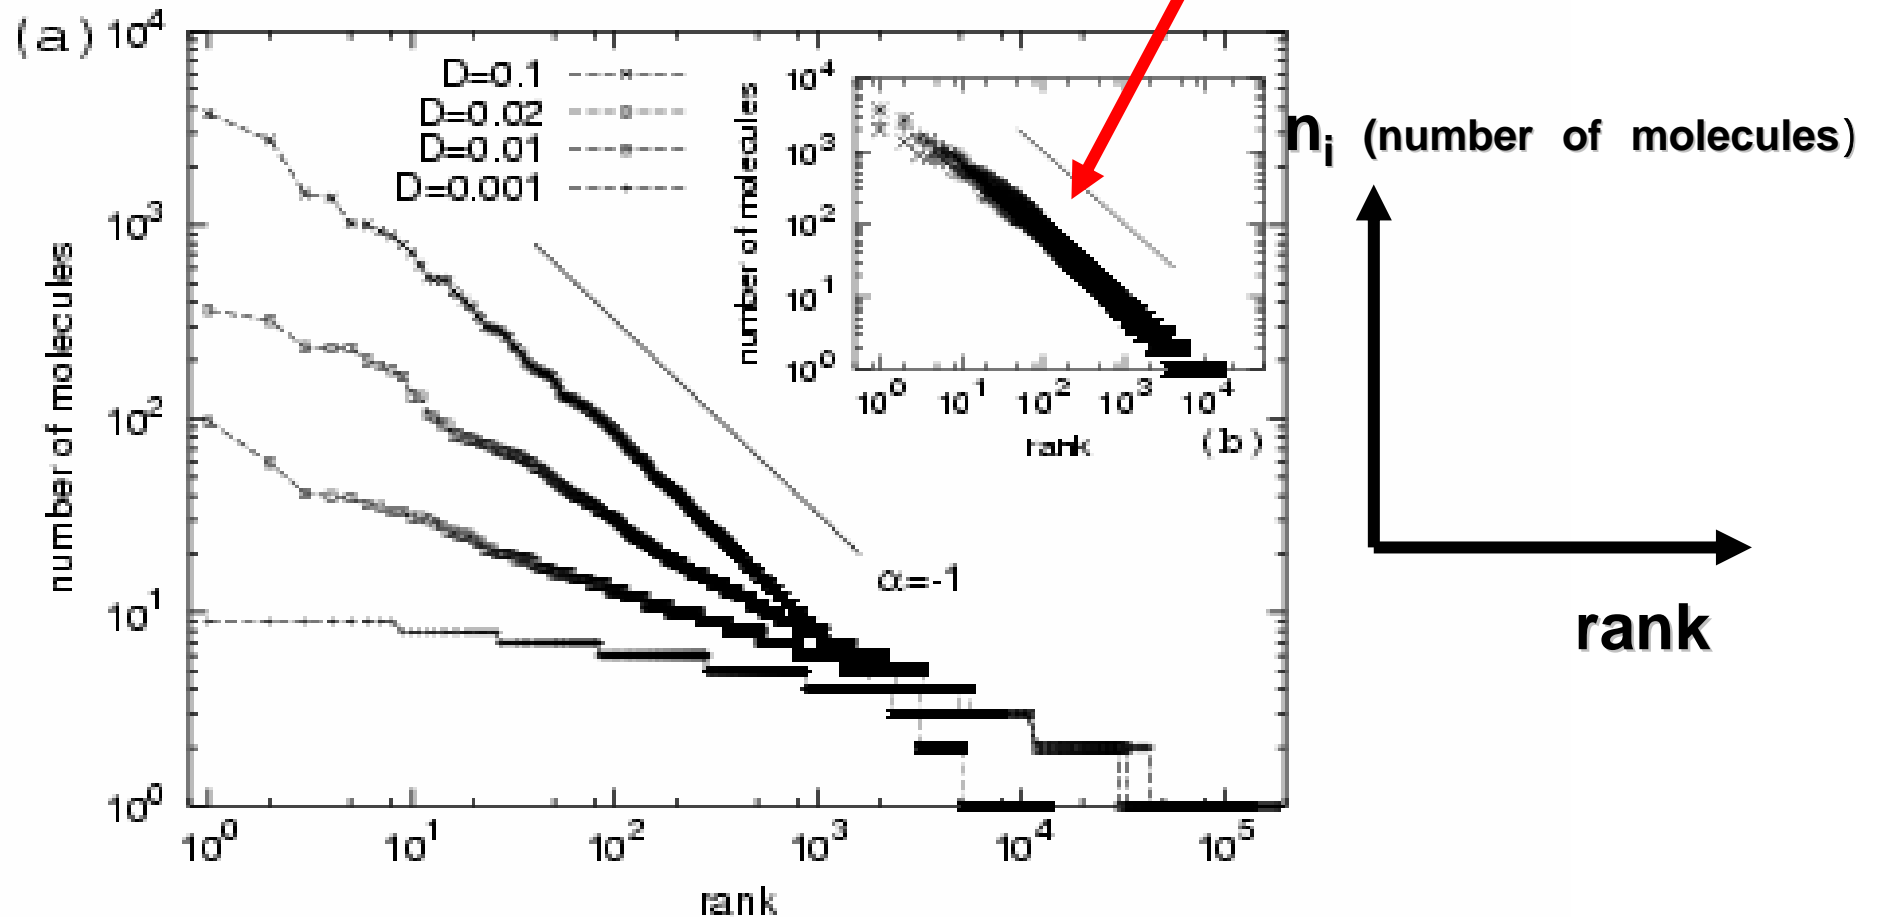 (a)
number of molecules
10^4
10^3
10^2
10^1
10^0
10^0 10^1 10^2 10^3 10^4 10^5
rank
D=0.1
D=0.02
D=0.01
D=0.001
α=-1
number of molecules
10^4
10^3
10^2
10^1
10^0
10^0 10^1 10^2 10^3 10^4
rank
(b)
n_i (number of molecules)
rank